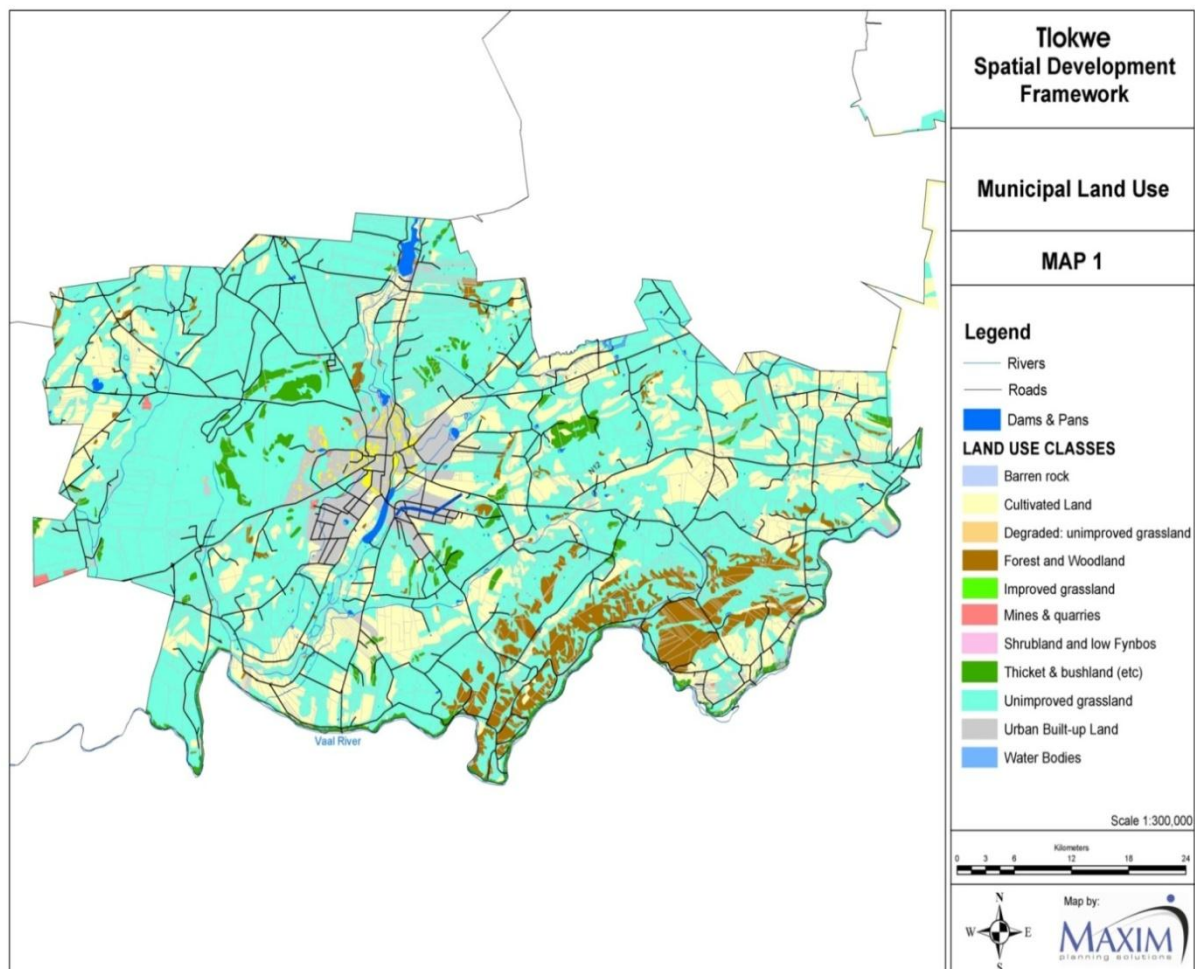 Tlokwe
Spatial Development
Framework
Municipal Land Use
MAP 1
Legend
Rivers
Roads
Dams & Pans
LAND USE CLASSES
Barren rock
Cultivated Land
Degraded: unimproved grassland
Forest and Woodland
Improved grassland
Mines & quarries
Shrubland and low Fynbos
Thicket & bushland (etc)
Unimproved grassland
Urban Built-up Land
Water Bodies
Scale 1:300,000
Kilometers
0 3 6 12 18 24
N
W E
S
Map by:
MAXIM
planning solutions
N12
Vaal River